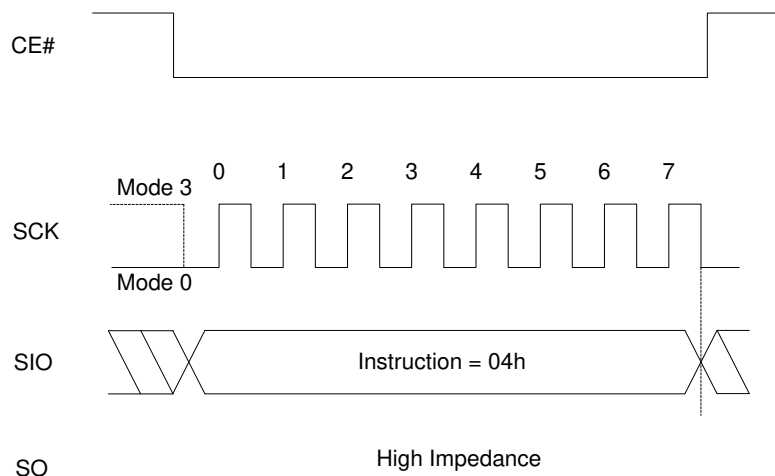 CE#
0 1 2 3 4 5 6 7
Mode 3
SCK
Mode 0
SIO
Instruction = 04h
SO
High Impedance